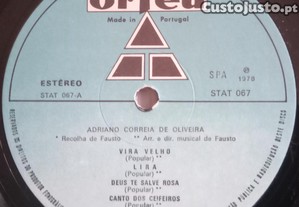 orfeu
CustoJusto.pt
Made in Portugal
ESTÉREO
STAT 067-A
SPA ℗ 1978
STAT 067
ADRIANO CORREIA DE OLIVEIRA
* Recolha de Fausto ** Arr. e dir. musical de Fausto
VIRA VELHO
(Popular) **
LIRA
(Popular) **
DEUS TE SALVE ROSA
(Popular) **
CANTO DOS CEIFEIROS
(Popular)